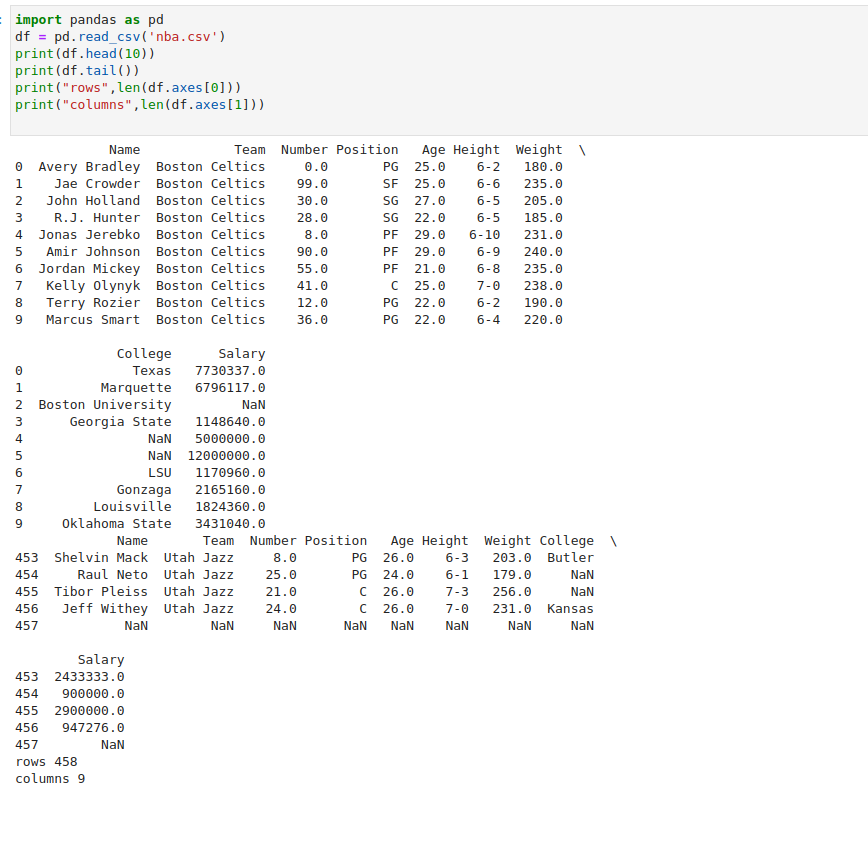 import pandas as pd
df = pd.read_csv('nba.csv')
print(df.head(10))
print(df.tail())
print("rows",len(df.axes[0]))
print("columns",len(df.axes[1]))
            Name            Team  Number Position   Age Height  Weight  \
0  Avery Bradley  Boston Celtics     0.0       PG  25.0    6-2   180.0
1    Jae Crowder  Boston Celtics    99.0       SF  25.0    6-6   235.0
2   John Holland  Boston Celtics    30.0       SG  27.0    6-5   205.0
3    R.J. Hunter  Boston Celtics    28.0       SG  22.0    6-5   185.0
4  Jonas Jerebko  Boston Celtics     8.0       PF  29.0   6-10   231.0
5   Amir Johnson  Boston Celtics    90.0       PF  29.0    6-9   240.0
6  Jordan Mickey  Boston Celtics    55.0       PF  21.0    6-8   235.0
7   Kelly Olynyk  Boston Celtics    41.0        C  25.0    7-0   238.0
8   Terry Rozier  Boston Celtics    12.0       PG  22.0    6-2   190.0
9   Marcus Smart  Boston Celtics    36.0       PG  22.0    6-4   220.0
             College      Salary
0              Texas   7730337.0
1          Marquette   6796117.0
2  Boston University         NaN
3      Georgia State   1148640.0
4                NaN   5000000.0
5                NaN  12000000.0
6                LSU   1170960.0
7            Gonzaga   2165160.0
8         Louisville   1824360.0
9     Oklahoma State   3431040.0
             Name       Team  Number Position   Age Height  Weight College  \
453  Shelvin Mack  Utah Jazz     8.0       PG  26.0    6-3   203.0  Butler
454     Raul Neto  Utah Jazz    25.0       PG  24.0    6-1   179.0     NaN
455  Tibor Pleiss  Utah Jazz    21.0        C  26.0    7-3   256.0     NaN
456   Jeff Withey  Utah Jazz    24.0        C  26.0    7-0   231.0  Kansas
457           NaN        NaN     NaN      NaN   NaN    NaN     NaN     NaN
        Salary
453  2433333.0
454   900000.0
455  2900000.0
456   947276.0
457        NaN
rows 458
columns 9